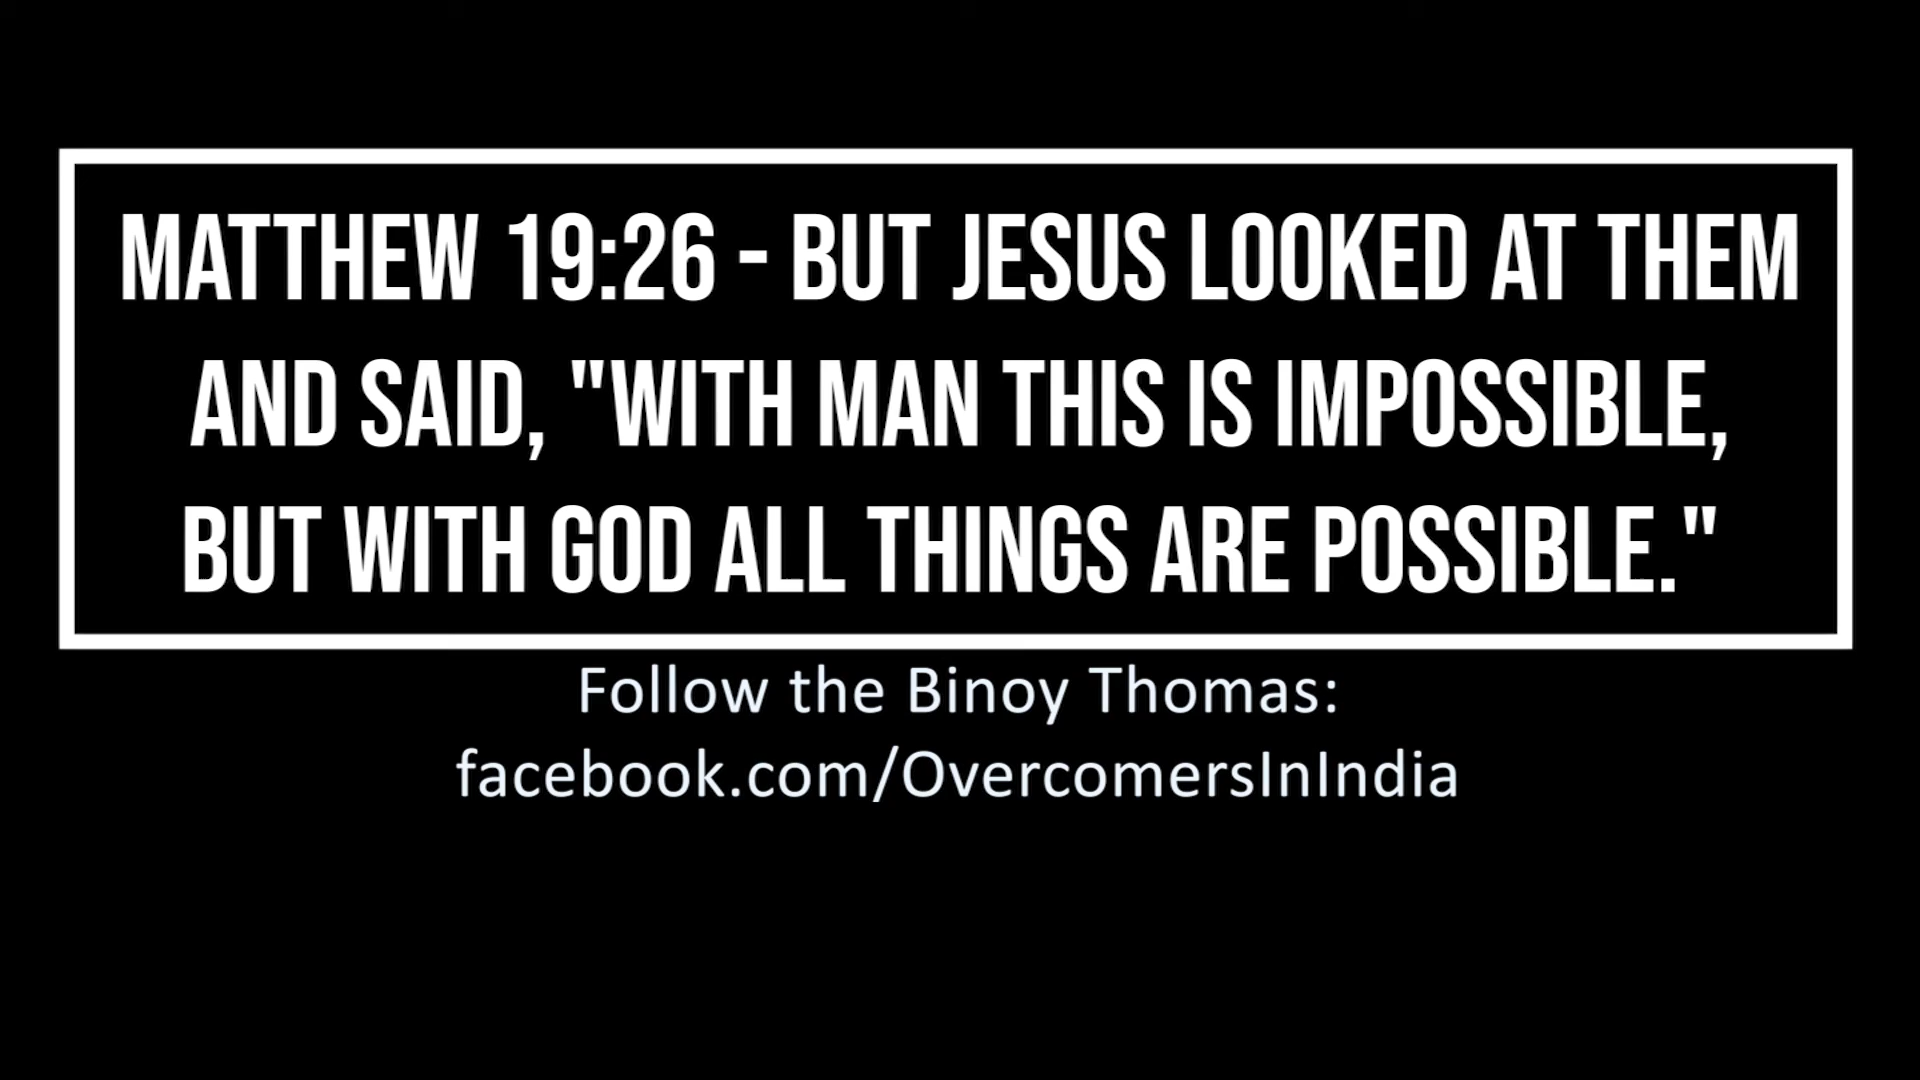 MATTHEW 19:26 - BUT JESUS LOOKED AT THEM
AND SAID, "WITH MAN THIS IS IMPOSSIBLE,
BUT WITH GOD ALL THINGS ARE POSSIBLE."
Follow the Binoy Thomas:
facebook.com/OvercomersInIndia